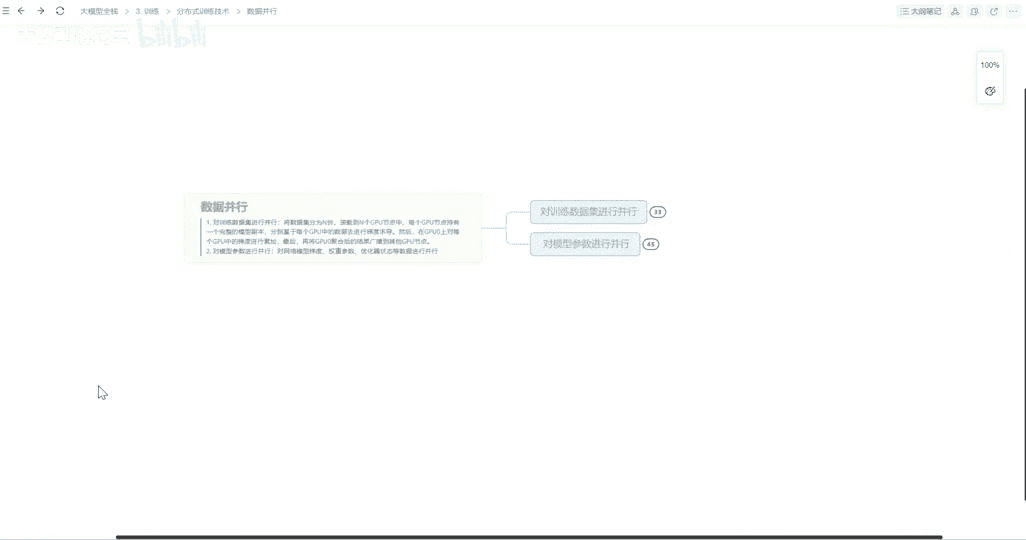 大模型全栈 > 3. 训练 > 分布式训练技术 > 数据并行
大纲笔记
bilibili
100%
数据并行
1. 对训练数据集进行并行：将数据集分为N份，装载到N个GPU节点中，每个GPU节点持有
一个完整的模型副本，分别基于每个GPU中的数据去进行梯度求导。然后，在GPU0上对每
个GPU中的梯度进行累加，最后，再将GPU0聚合后的结果广播到其他GPU节点。
2. 对模型参数进行并行：对网络模型梯度、权重参数、优化器状态等数据进行并行
对训练数据集进行并行
33
对模型参数进行并行
45